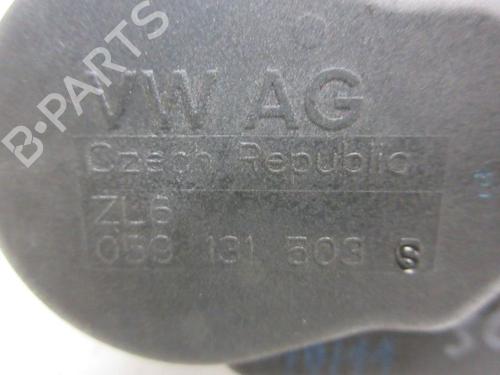 B-PARTS
VW AG
Czech Republic
ZL6
059 131 503 S